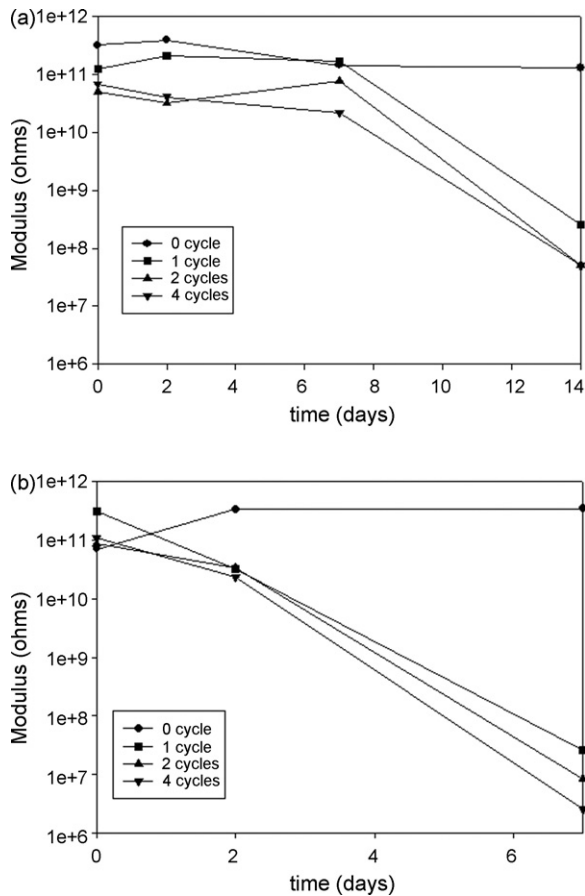 (a)
1e+12
1e+11
1e+10
1e+9
1e+8
1e+7
1e+6
Modulus (ohms)
0 cycle
1 cycle
2 cycles
4 cycles
0 2 4 6 8 10 12 14
time (days)
(b)
1e+12
1e+11
1e+10
1e+9
1e+8
1e+7
1e+6
Modulus (ohms)
0 cycle
1 cycle
2 cycles
4 cycles
0 2 4 6
time (days)